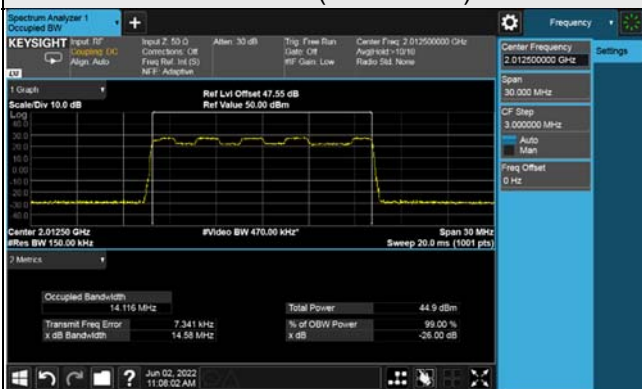 Spectrum Analyzer 1
Occupied BW
Frequency
KEYSIGHT Input: RF
Coupling: DC
Align: Auto
Input Z: 50 Ω
Corrections: Off
Freq Ref: Int (S)
NFE: Adaptive
Atten: 30 dB
Trig: Free Run
Gate: Off
#IF Gain: Low
Center Freq: 2.012500000 GHz
Avg|Hold:>10/10
Radio Std: None
Center Frequency
2.012500000 GHz
Settings
Span
30.000 MHz
CF Step
3.000000 MHz
Auto
Man
Freq Offset
0 Hz
LXI
1 Graph
Scale/Div 10.0 dB
Ref Lvl Offset 47.55 dB
Ref Value 50.00 dBm
Log
40.0
30.0
20.0
10.0
0.00
-10.0
-20.0
-30.0
-40.0
Center 2.01250 GHz
#Res BW 150.00 kHz
#Video BW 470.00 kHz*
Span 30 MHz
Sweep 20.0 ms (1001 pts)
2 Metrics
Occupied Bandwidth
14.116 MHz
Total Power 44.9 dBm
Transmit Freq Error 7.341 kHz
% of OBW Power 99.00 %
x dB Bandwidth 14.58 MHz
x dB -26.00 dB
?
Jun 02, 2022
11:08:02 AM